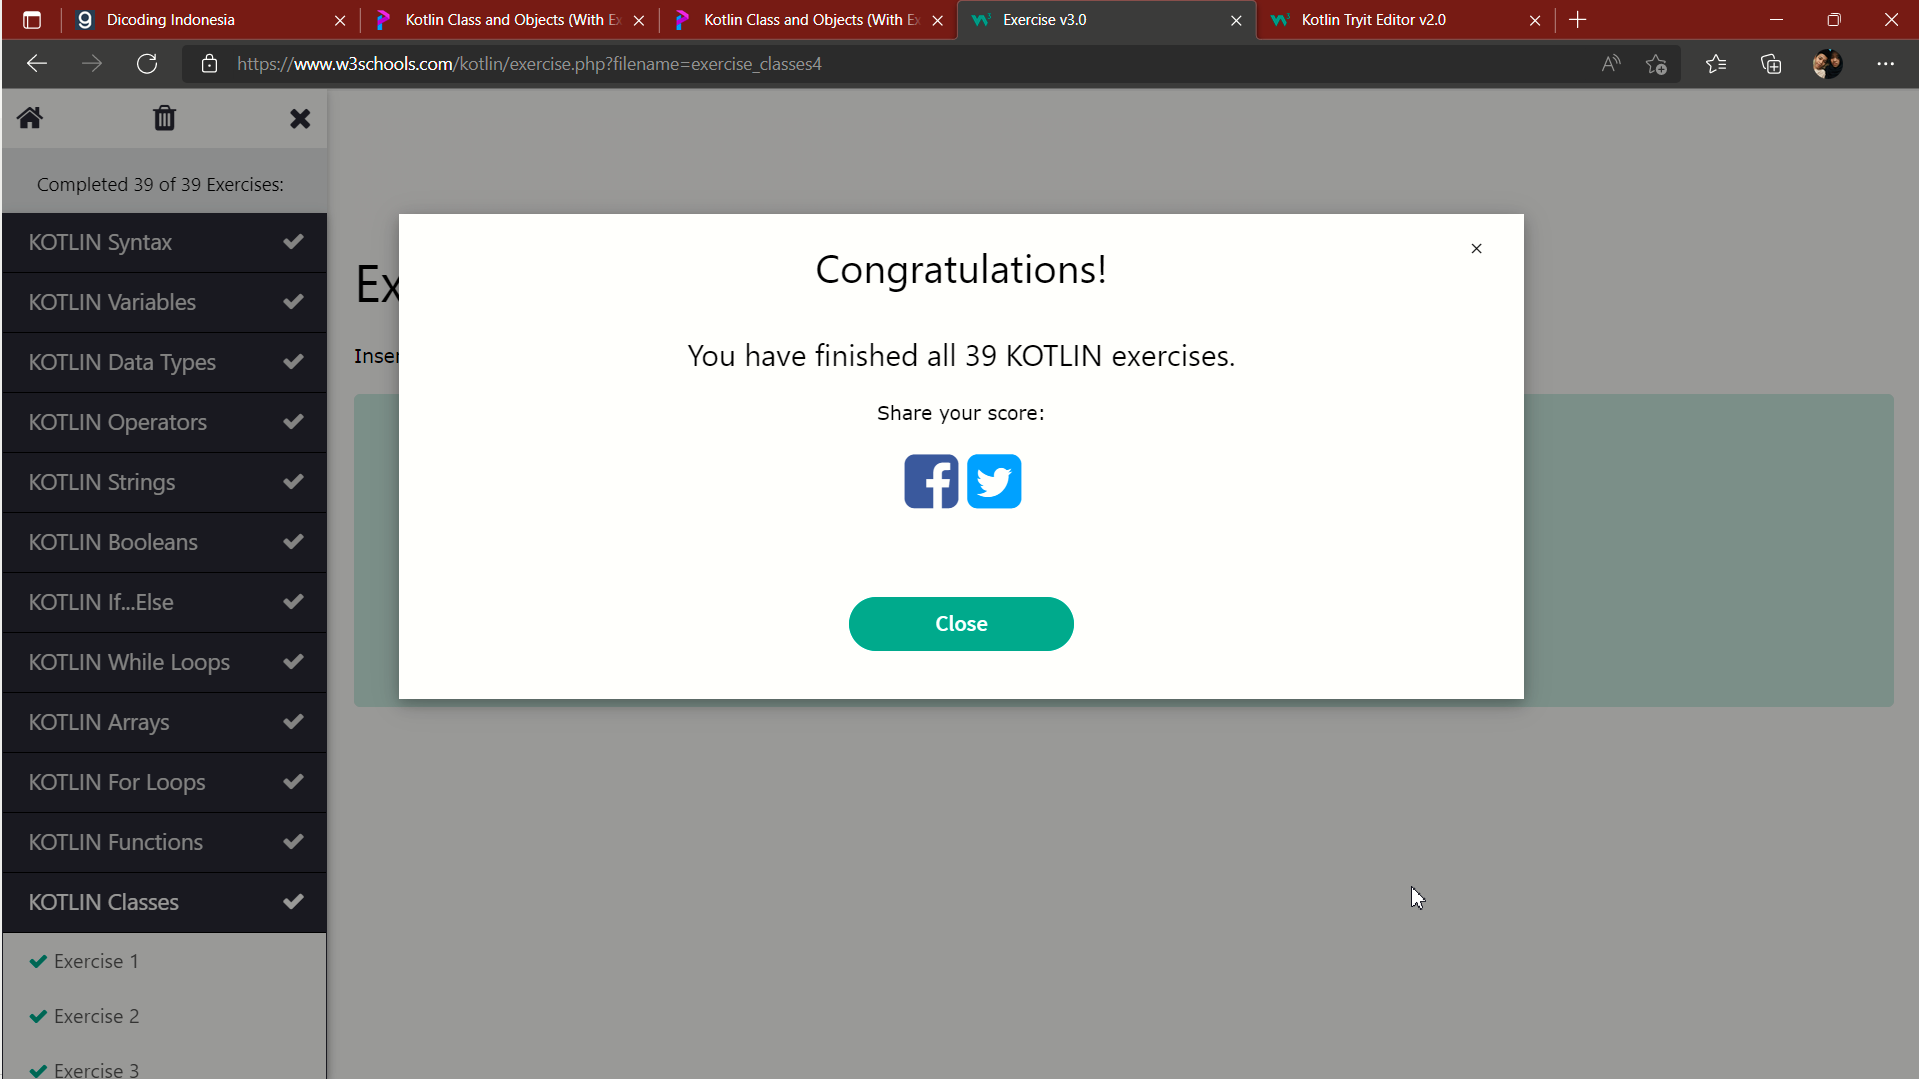 Dicoding Indonesia
Kotlin Class and Objects (With Ex
Kotlin Class and Objects (With Ex
Exercise v3.0
Kotlin Tryit Editor v2.0
https://www.w3schools.com/kotlin/exercise.php?filename=exercise_classes4
Completed 39 of 39 Exercises:
KOTLIN Syntax
KOTLIN Variables
KOTLIN Data Types
KOTLIN Operators
KOTLIN Strings
KOTLIN Booleans
KOTLIN If...Else
KOTLIN While Loops
KOTLIN Arrays
KOTLIN For Loops
KOTLIN Functions
KOTLIN Classes
Exercise 1
Exercise 2
Exercise 3
Ex
Inser
Congratulations!
You have finished all 39 KOTLIN exercises.
Share your score:
Close